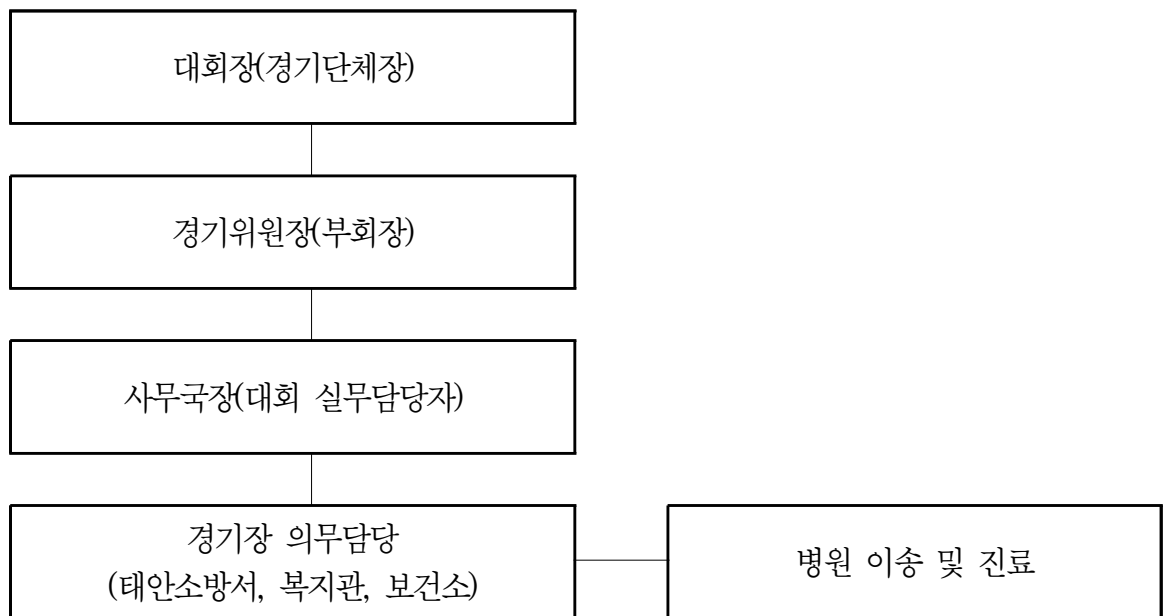 대회장(경기단체장)
경기위원장(부회장)
사무국장(대회 실무담당자)
경기장 의무담당
(태안소방서, 복지관, 보건소)
병원 이송 및 진료